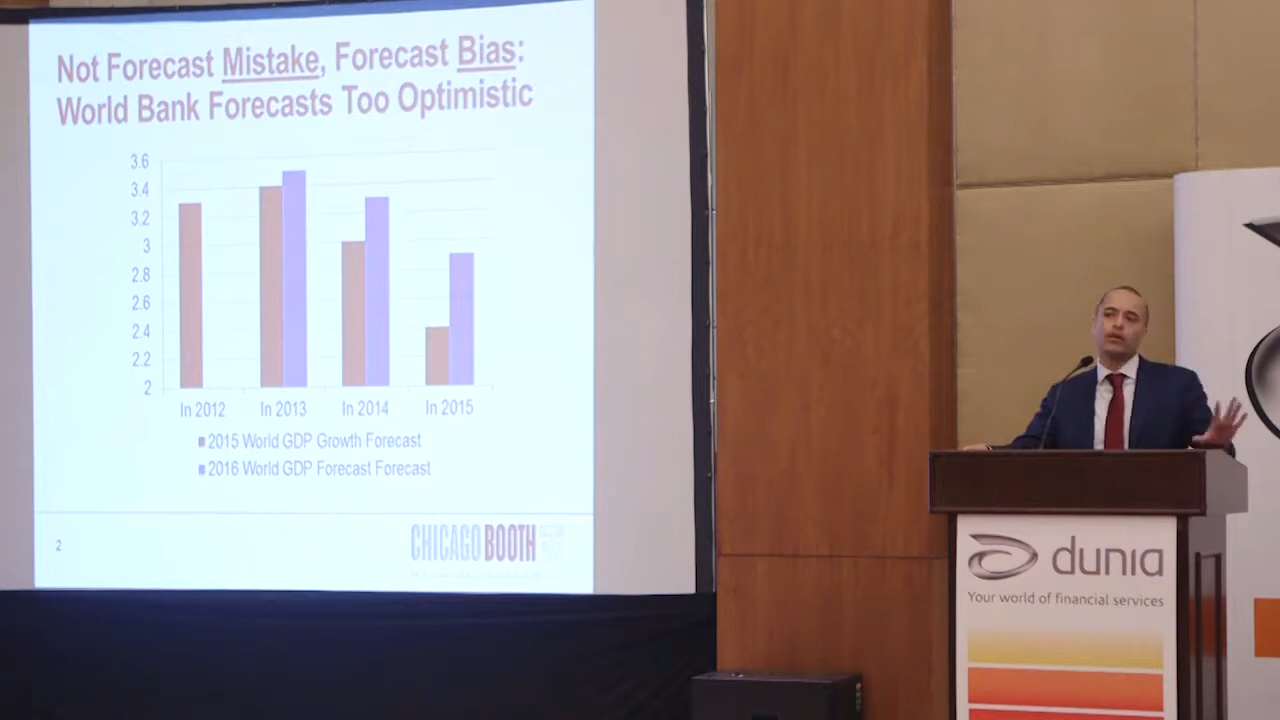 Not Forecast Mistake, Forecast Bias:
World Bank Forecasts Too Optimistic
3.6
3.4
3.2
3
2.8
2.6
2.4
2.2
2
In 2012 In 2013 In 2014 In 2015
2015 World GDP Growth Forecast
2016 World GDP Forecast Forecast
2
CHICAGO BOOTH
dunia
Your world of financial services